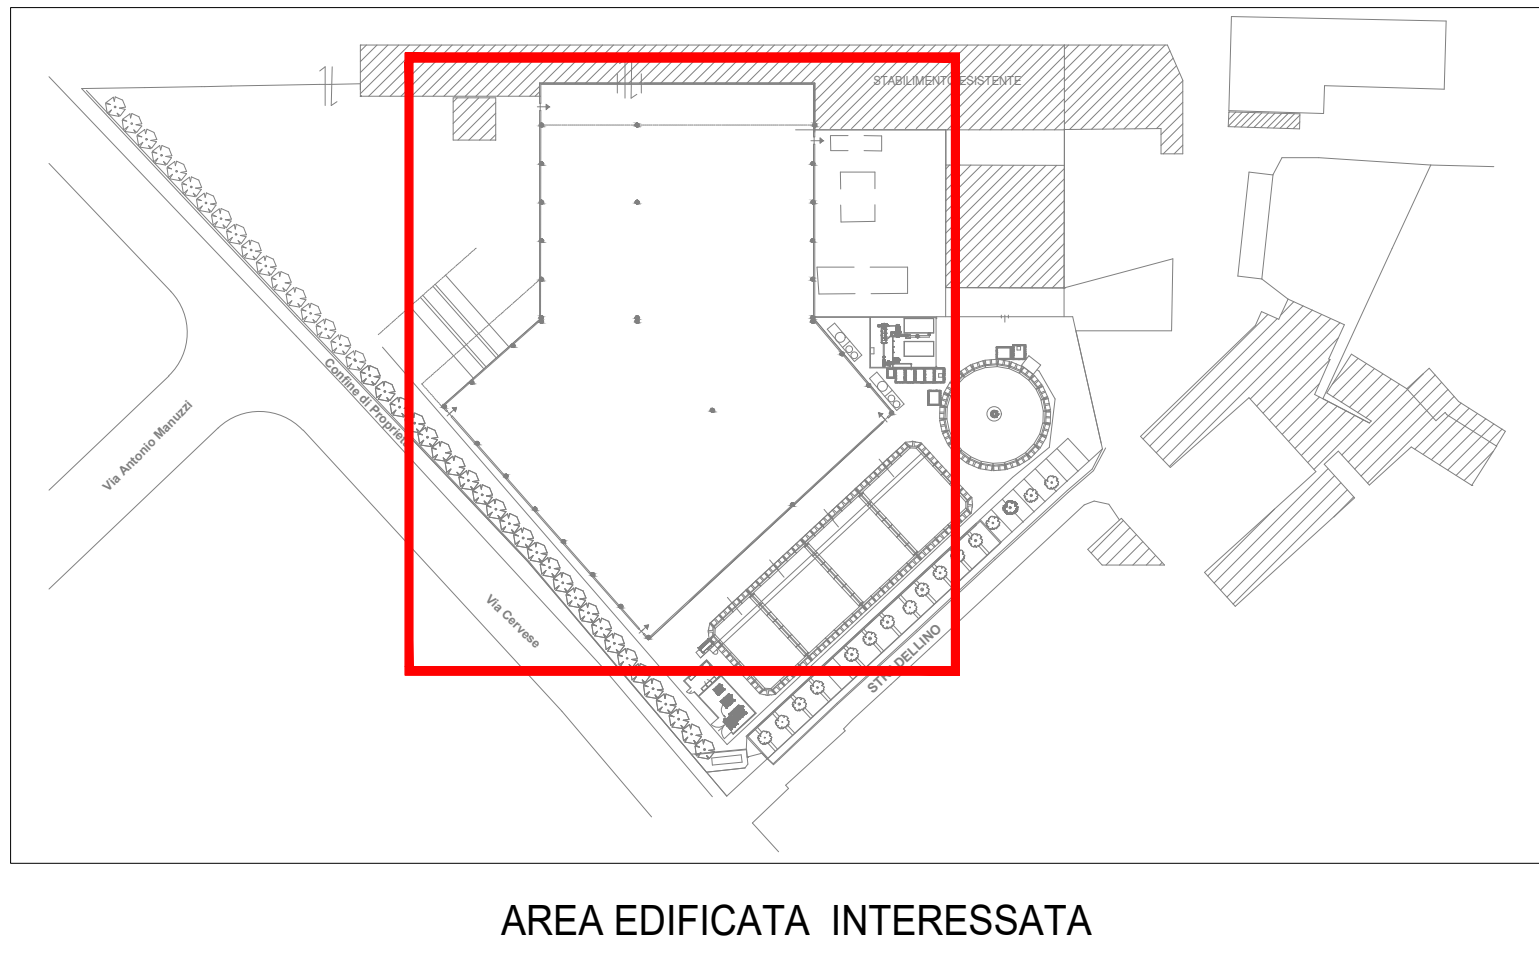 STABILIMENTO ESISTENTE
Confine di Proprietà
Via Antonio Manuzzi
Via Cervese
STRADELLINO
AREA EDIFICATA INTERESSATA